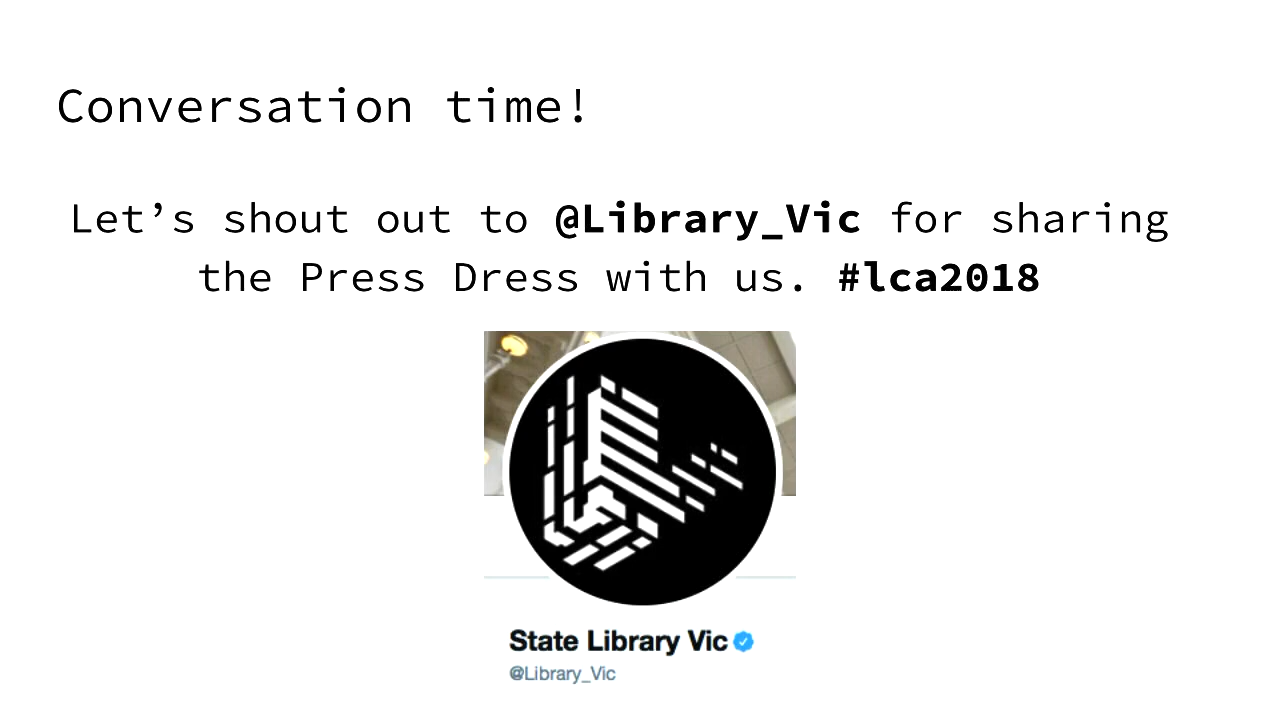 Conversation time!
Let’s shout out to @Library_Vic for sharing
the Press Dress with us. #lca2018
State Library Vic
@Library_Vic